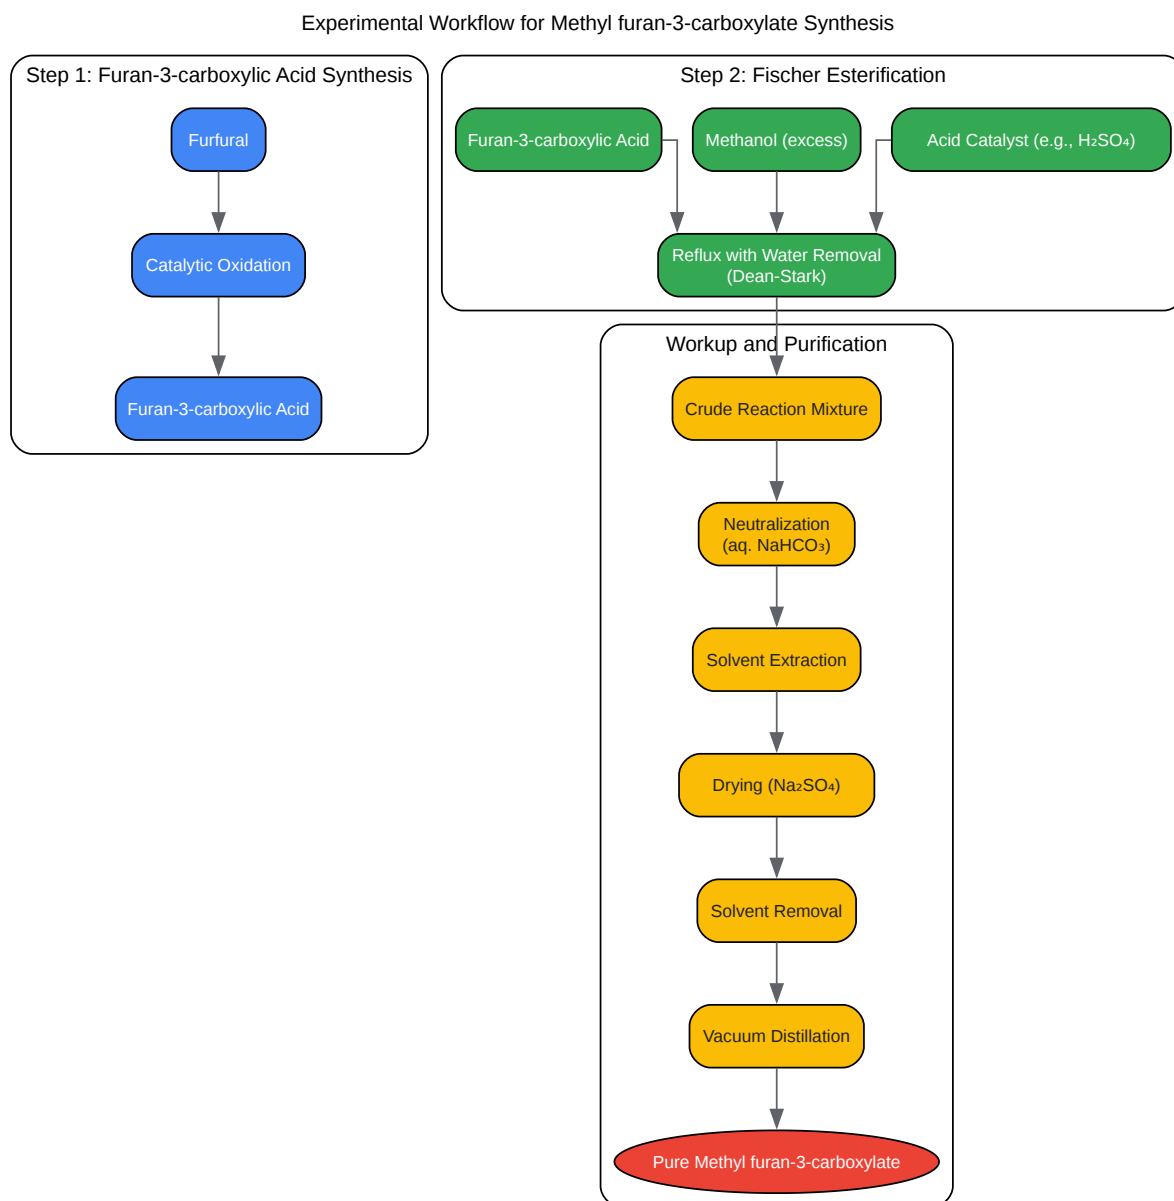 Experimental Workflow for Methyl furan-3-carboxylate Synthesis
Step 1: Furan-3-carboxylic Acid Synthesis
Furfural
Catalytic Oxidation
Furan-3-carboxylic Acid
Step 2: Fischer Esterification
Furan-3-carboxylic Acid
Methanol (excess)
Acid Catalyst (e.g., H₂SO₄)
Reflux with Water Removal
(Dean-Stark)
Workup and Purification
Crude Reaction Mixture
Neutralization
(aq. NaHCO₃)
Solvent Extraction
Drying (Na₂SO₄)
Solvent Removal
Vacuum Distillation
Pure Methyl furan-3-carboxylate